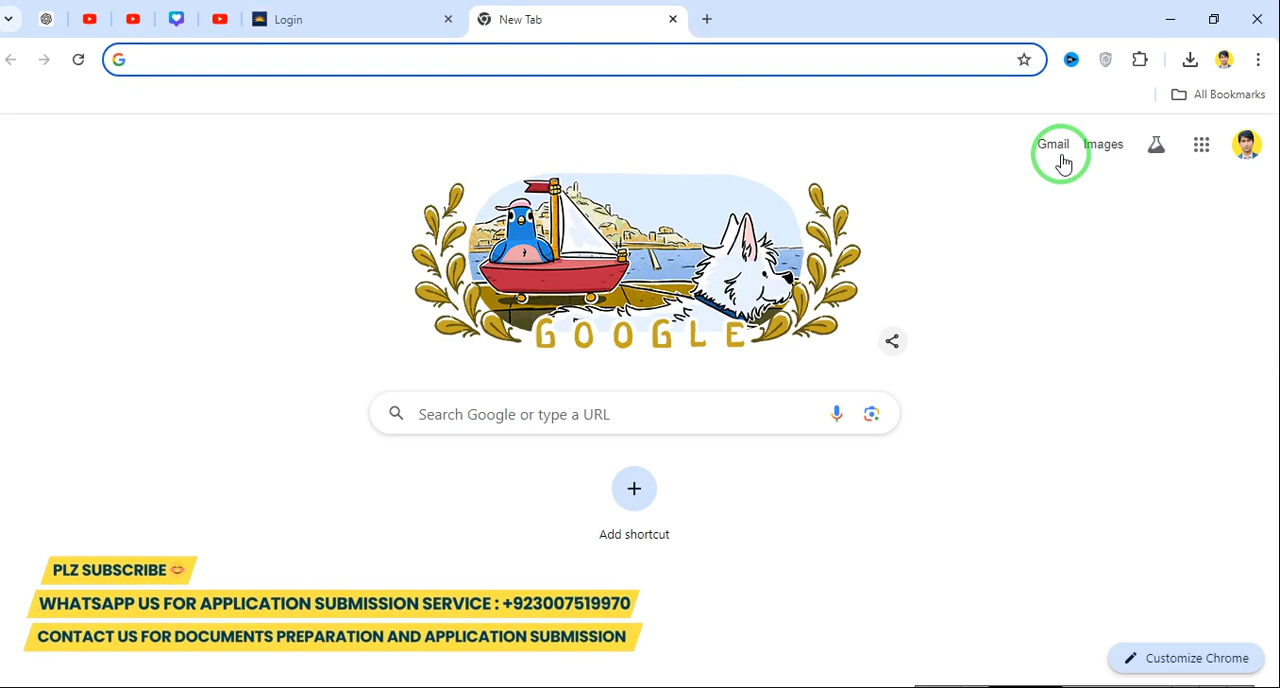 Login
New Tab
All Bookmarks
Gmail Images
GOOGLE
Search Google or type a URL
Add shortcut
PLZ SUBSCRIBE 😊
WHATSAPP US FOR APPLICATION SUBMISSION SERVICE : +923007519970
CONTACT US FOR DOCUMENTS PREPARATION AND APPLICATION SUBMISSION
Customize Chrome